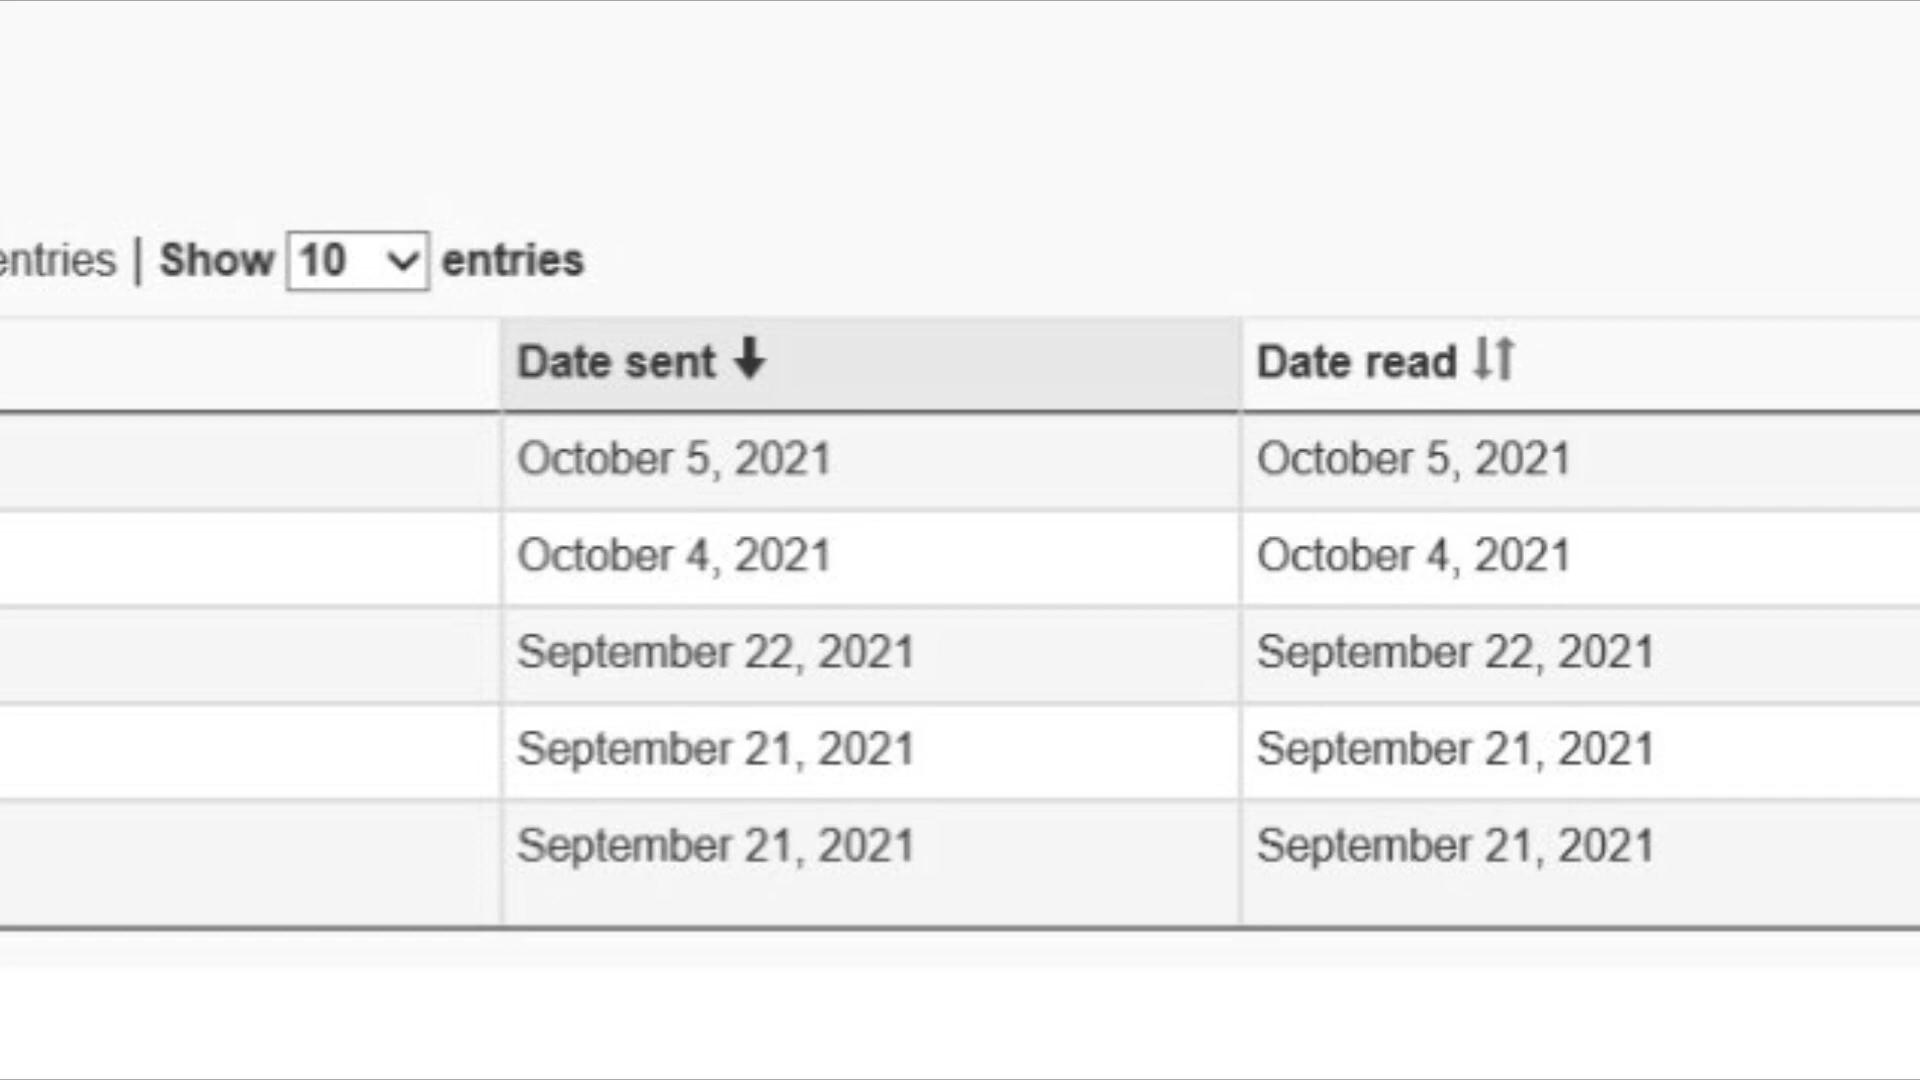 entries | Show 10 entries
Date sent Date read
October 5, 2021 October 5, 2021
October 4, 2021 October 4, 2021
September 22, 2021 September 22, 2021
September 21, 2021 September 21, 2021
September 21, 2021 September 21, 2021